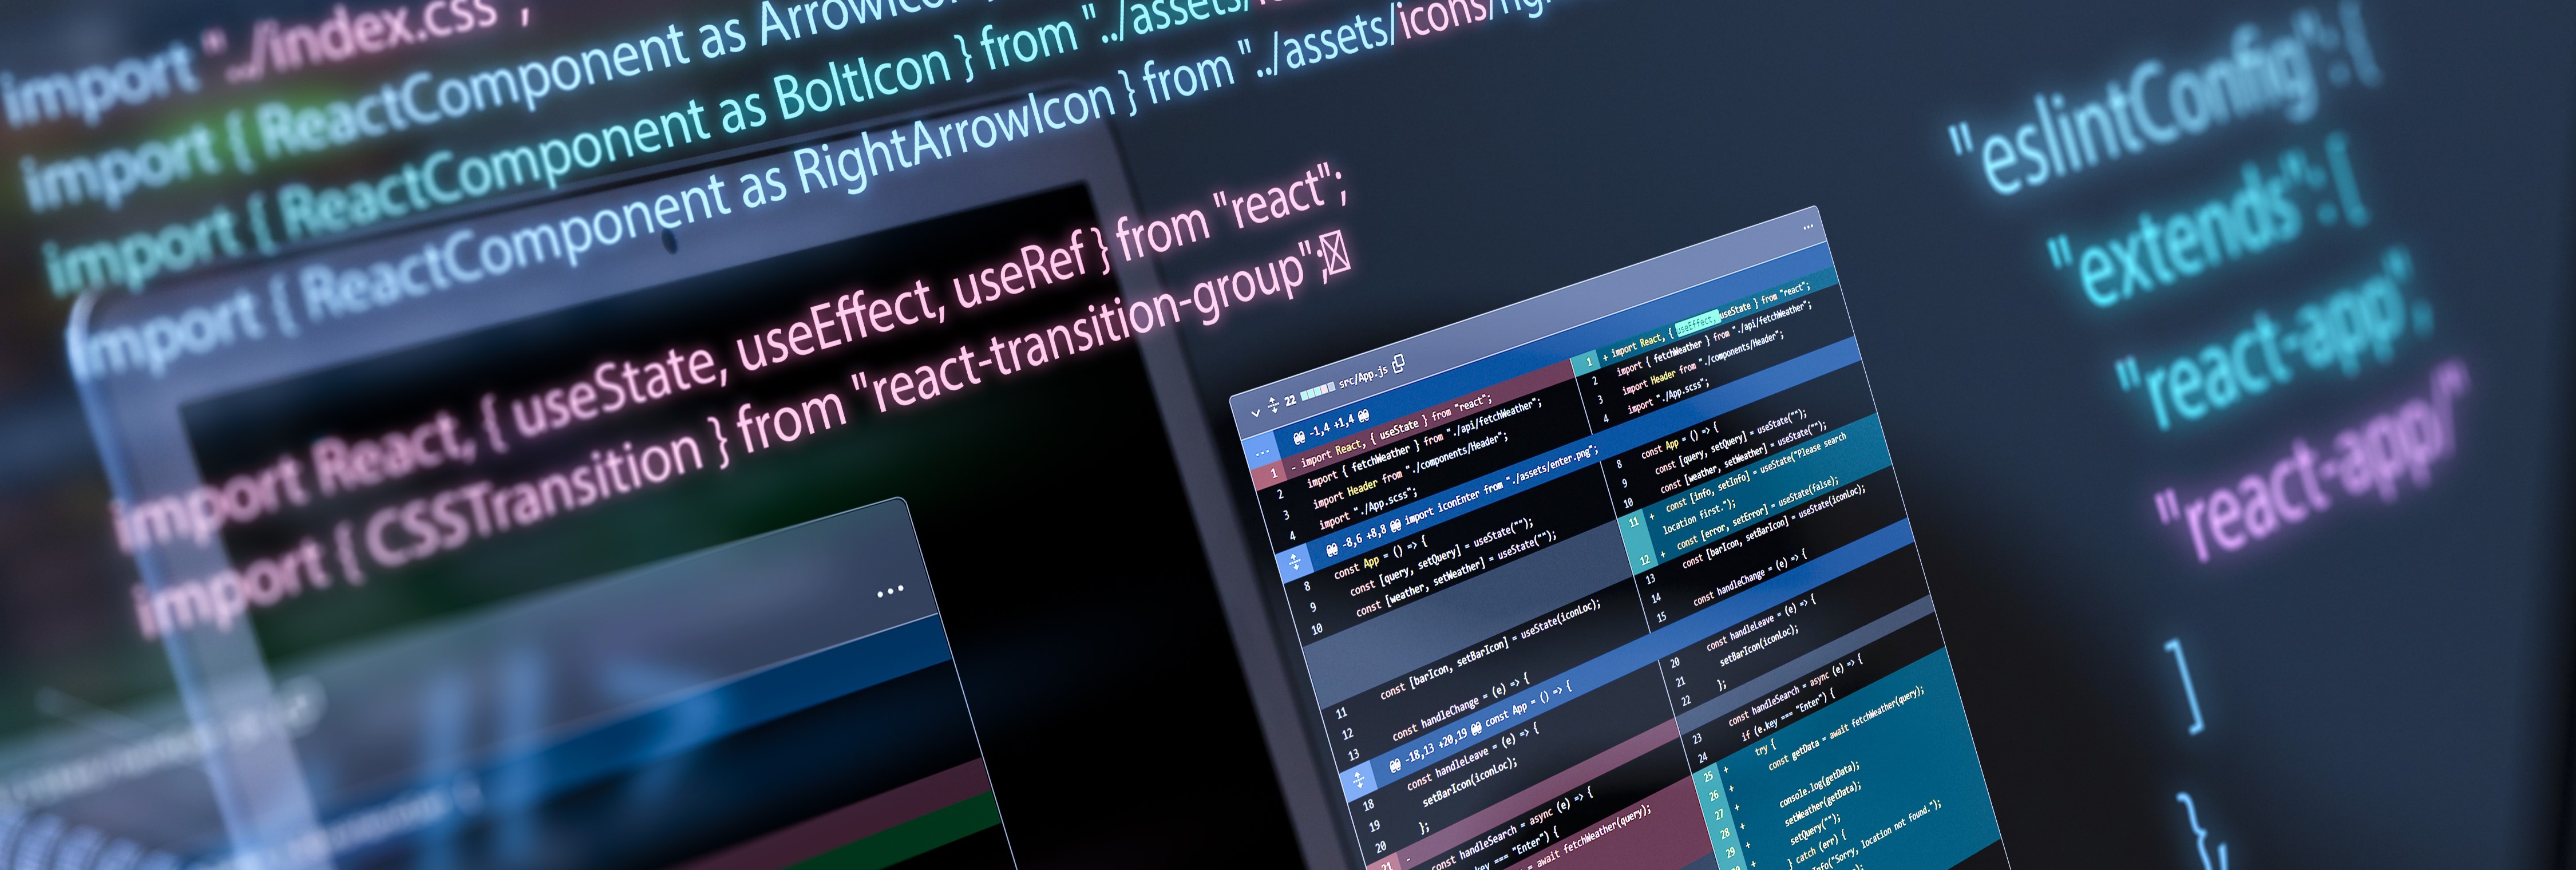 import "../index.css";
import { ReactComponent as ArrowIcon
import { ReactComponent as BoltIcon } from "../assets/
import { ReactComponent as RightArrowIcon } from "../assets/icons/
import React, { useState, useEffect, useRef } from "react";
import { CSSTransition } from "react-transition-group";
"eslintConfig":{
"extends":[
"react-app",
"react-app/"
]
},
...
22 src/App.js
...
@@ -1,4 +1,4 @@
1 - import React, { useState } from "react";
2 import { fetchWeather } from "./api/fetchWeather";
3 import Header from "./components/Header";
4 import "./App.scss";
@@ -8,6 +8,8 @@ import iconEnter from "./assets/enter.png";
8 const App = () => {
9 const [query, setQuery] = useState("");
10 const [weather, setWeather] = useState("");
11 const [barIcon, setBarIcon] = useState(iconLoc);
12
13 const handleChange = (e) => {
@@ -18,13 +20,19 @@ const App = () => {
18 const handleLeave = (e) => {
19 setBarIcon(iconLoc);
20 };
21 -
const handleSearch = async (e) => {
key === "Enter") {
= await fetchWeather(query);
...
1 + import React, { useEffect, useState } from "react";
2 import { fetchWeather } from "./api/fetchWeather";
3 import Header from "./components/Header";
4 import "./App.scss";
8 const App = () => {
9 const [query, setQuery] = useState("");
10 const [weather, setWeather] = useState("");
11 + const [info, setInfo] = useState("Please search
location first.");
12 + const [error, setError] = useState(false);
13 const [barIcon, setBarIcon] = useState(iconLoc);
14
15 const handleChange = (e) => {
20 const handleLeave = (e) => {
21 setBarIcon(iconLoc);
22 };
23 const handleSearch = async (e) => {
24 if (e.key === "Enter") {
25 + try {
26 + const getData = await fetchWeather(query);
27 + console.log(getData);
28 + setWeather(getData);
29 + setQuery("");
} catch (err) {
Info("Sorry, location not found.");